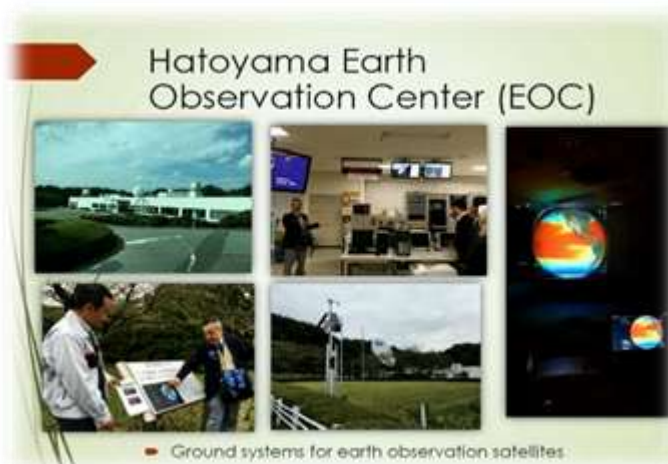 Hatoyama Earth
Observation Center (EOC)
Ground systems for earth observation satellites